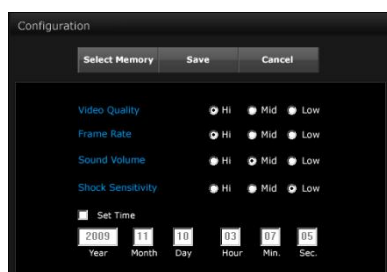 Configuration
Select Memory Save Cancel
Video Quality Hi Mid Low
Frame Rate Hi Mid Low
Sound Volume Hi Mid Low
Shock Sensitivity Hi Mid Low
Set Time
2009 11 10 03 07 05
Year Month Day Hour Min. Sec.